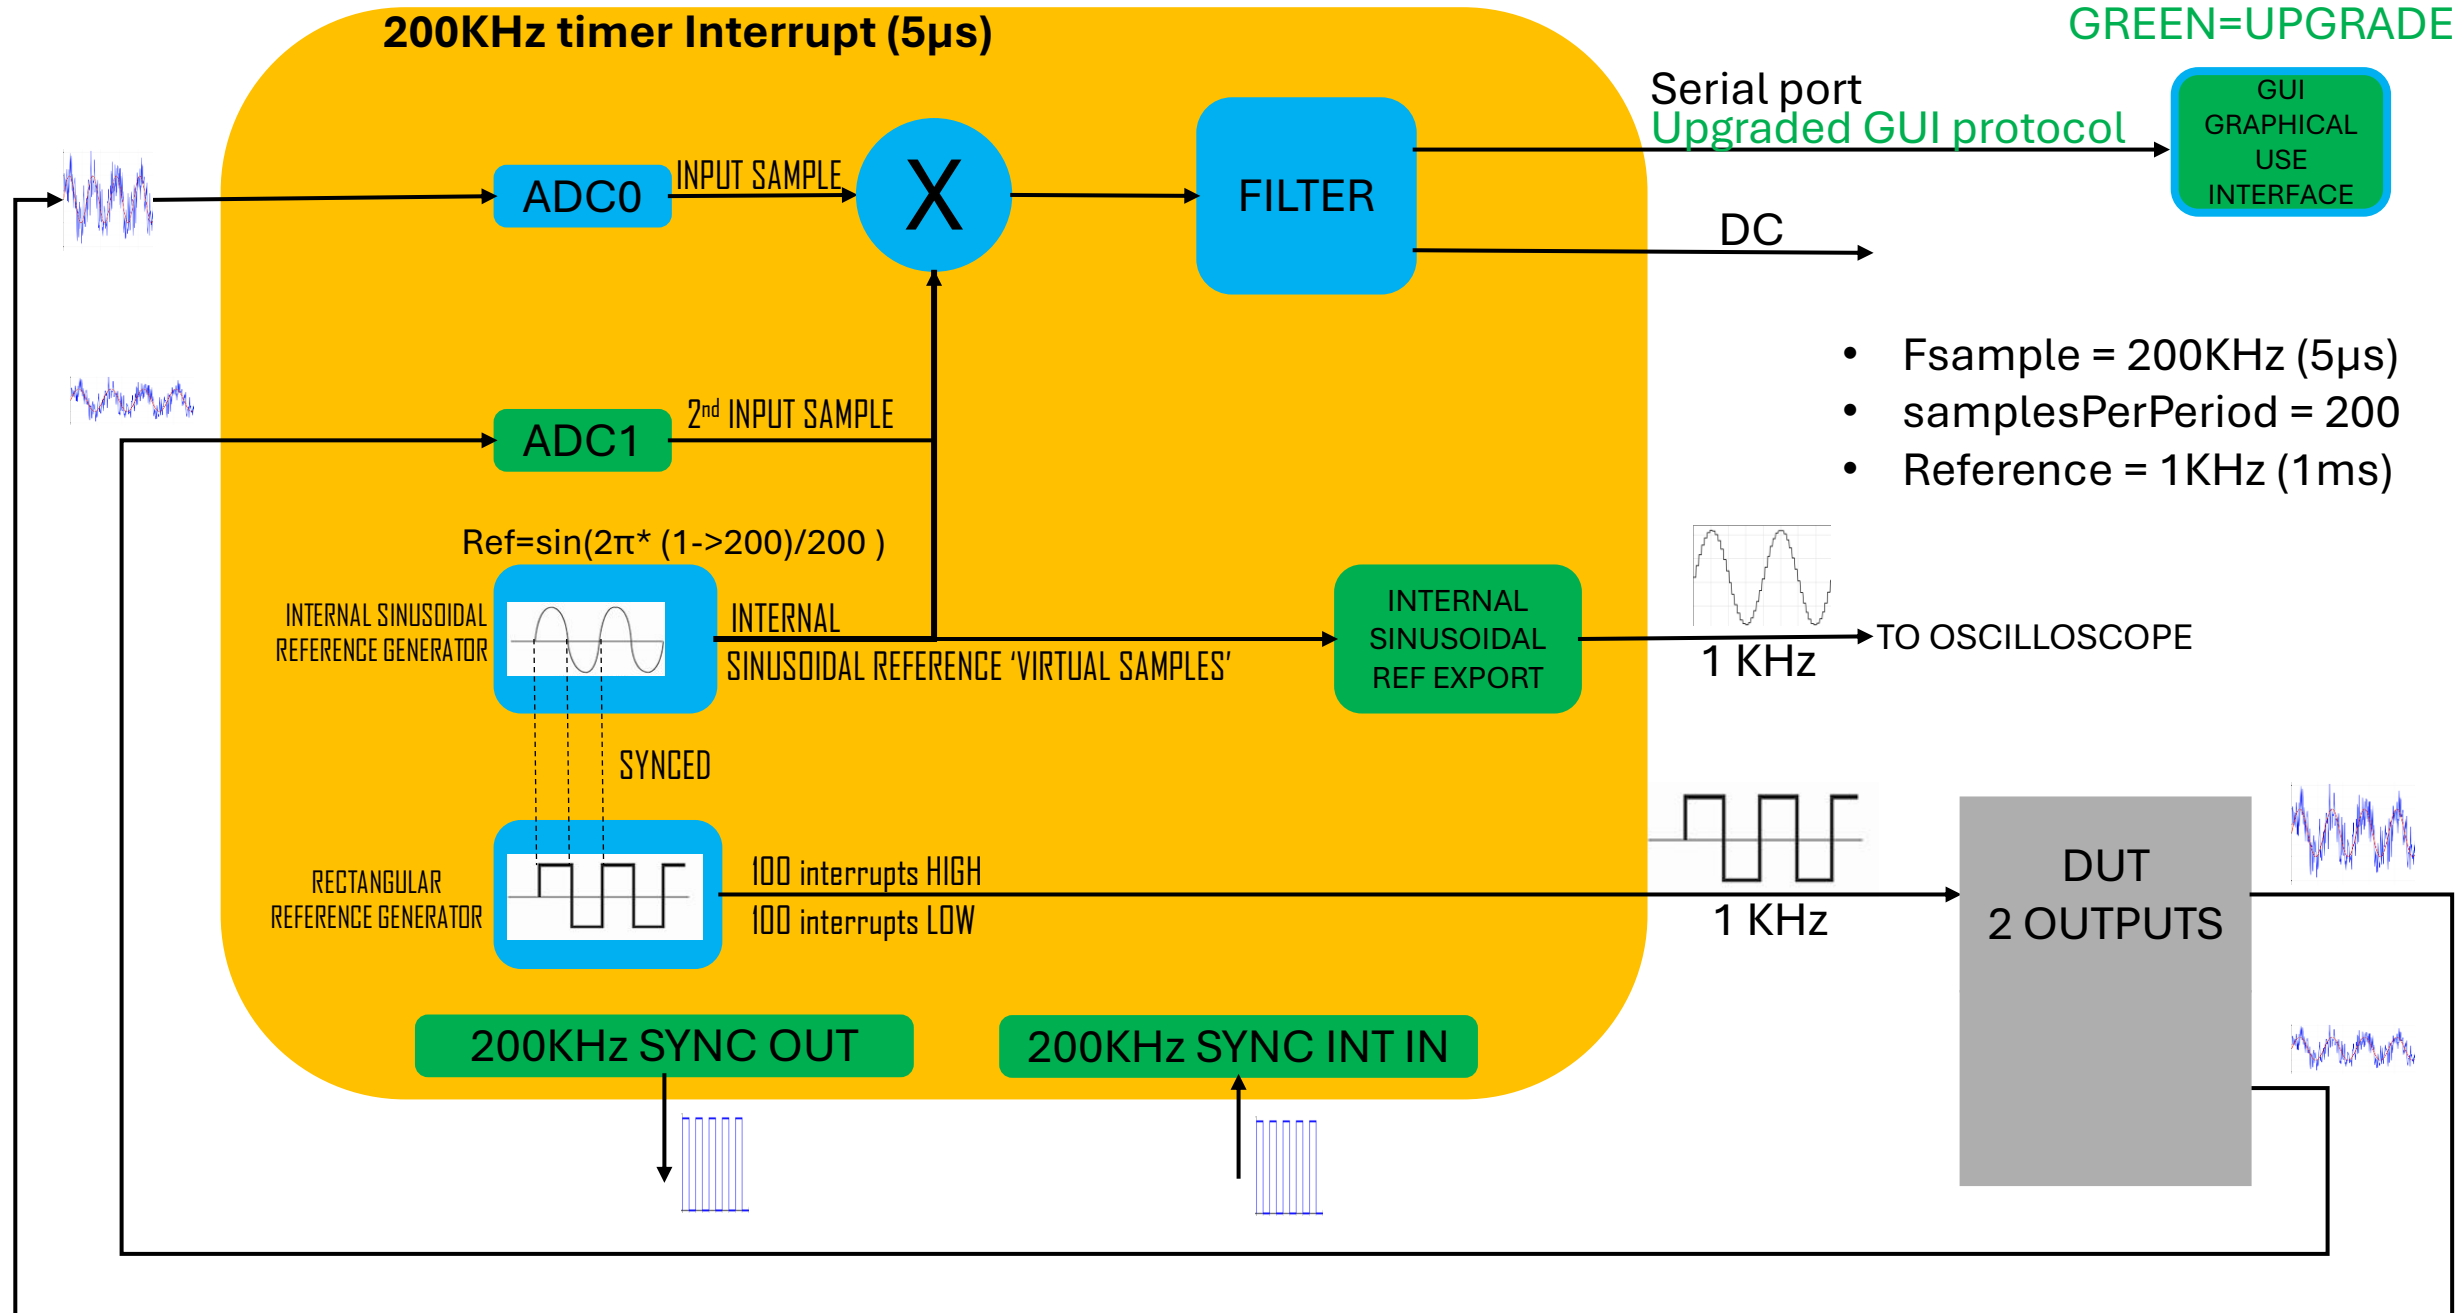 200KHz timer Interrupt (5µs)
GREEN=UPGRADE
Serial port
Upgraded GUI protocol
GUI
GRAPHICAL
USE
INTERFACE
ADC0
INPUT SAMPLE
X
FILTER
DC
• Fsample = 200KHz (5µs)
• samplesPerPeriod = 200
• Reference = 1KHz (1ms)
ADC1
2nd INPUT SAMPLE
Ref=sin(2π* (1->200)/200 )
INTERNAL SINUSOIDAL
REFERENCE GENERATOR
INTERNAL
SINUSOIDAL REFERENCE ‘VIRTUAL SAMPLES’
INTERNAL
SINUSOIDAL
REF EXPORT
1 KHz
TO OSCILLOSCOPE
SYNCED
RECTANGULAR
REFERENCE GENERATOR
100 interrupts HIGH
100 interrupts LOW
1 KHz
DUT
2 OUTPUTS
200KHz SYNC OUT
200KHz SYNC INT IN